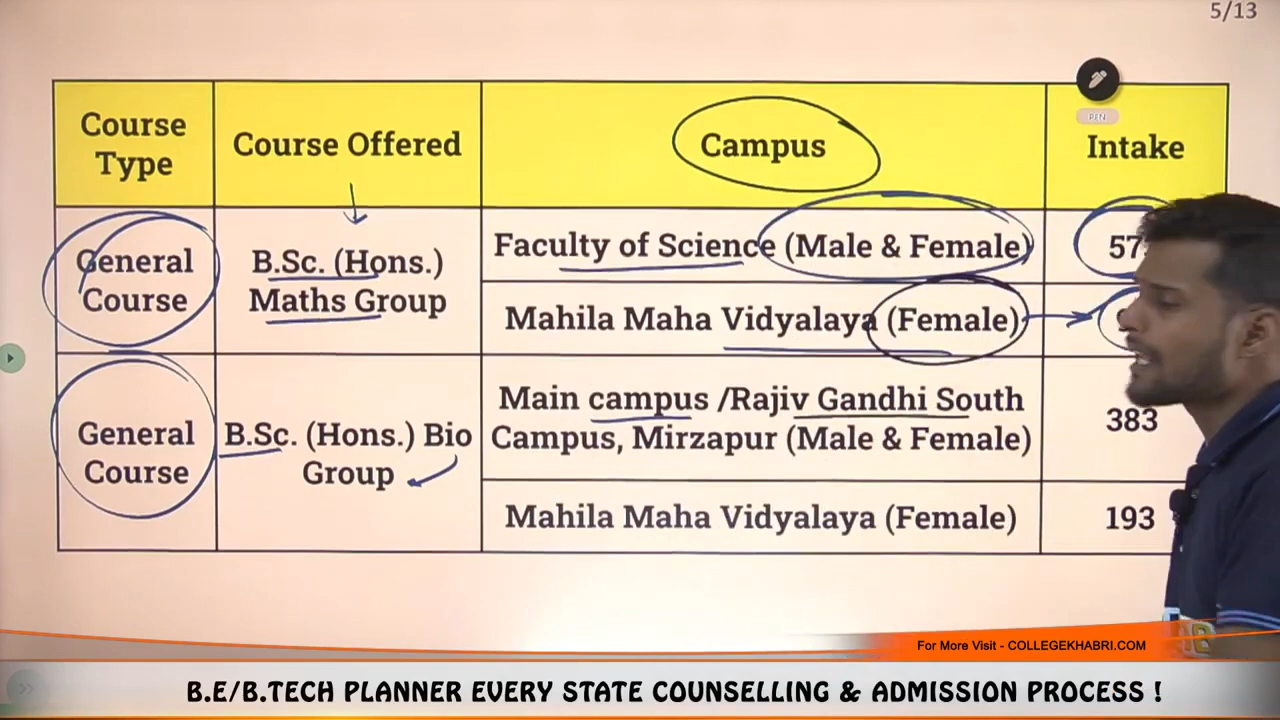 5/13
PEN
Course Type
Course Offered
Campus
Intake
General Course
B.Sc. (Hons.) Maths Group
Faculty of Science (Male & Female)
Mahila Maha Vidyalaya (Female)
General Course
B.Sc. (Hons.) Bio Group
Main campus /Rajiv Gandhi South
Campus, Mirzapur (Male & Female)
383
Mahila Maha Vidyalaya (Female)
193
For More Visit - COLLEGEKHABRI.COM
B.E/B.TECH PLANNER EVERY STATE COUNSELLING & ADMISSION PROCESS !